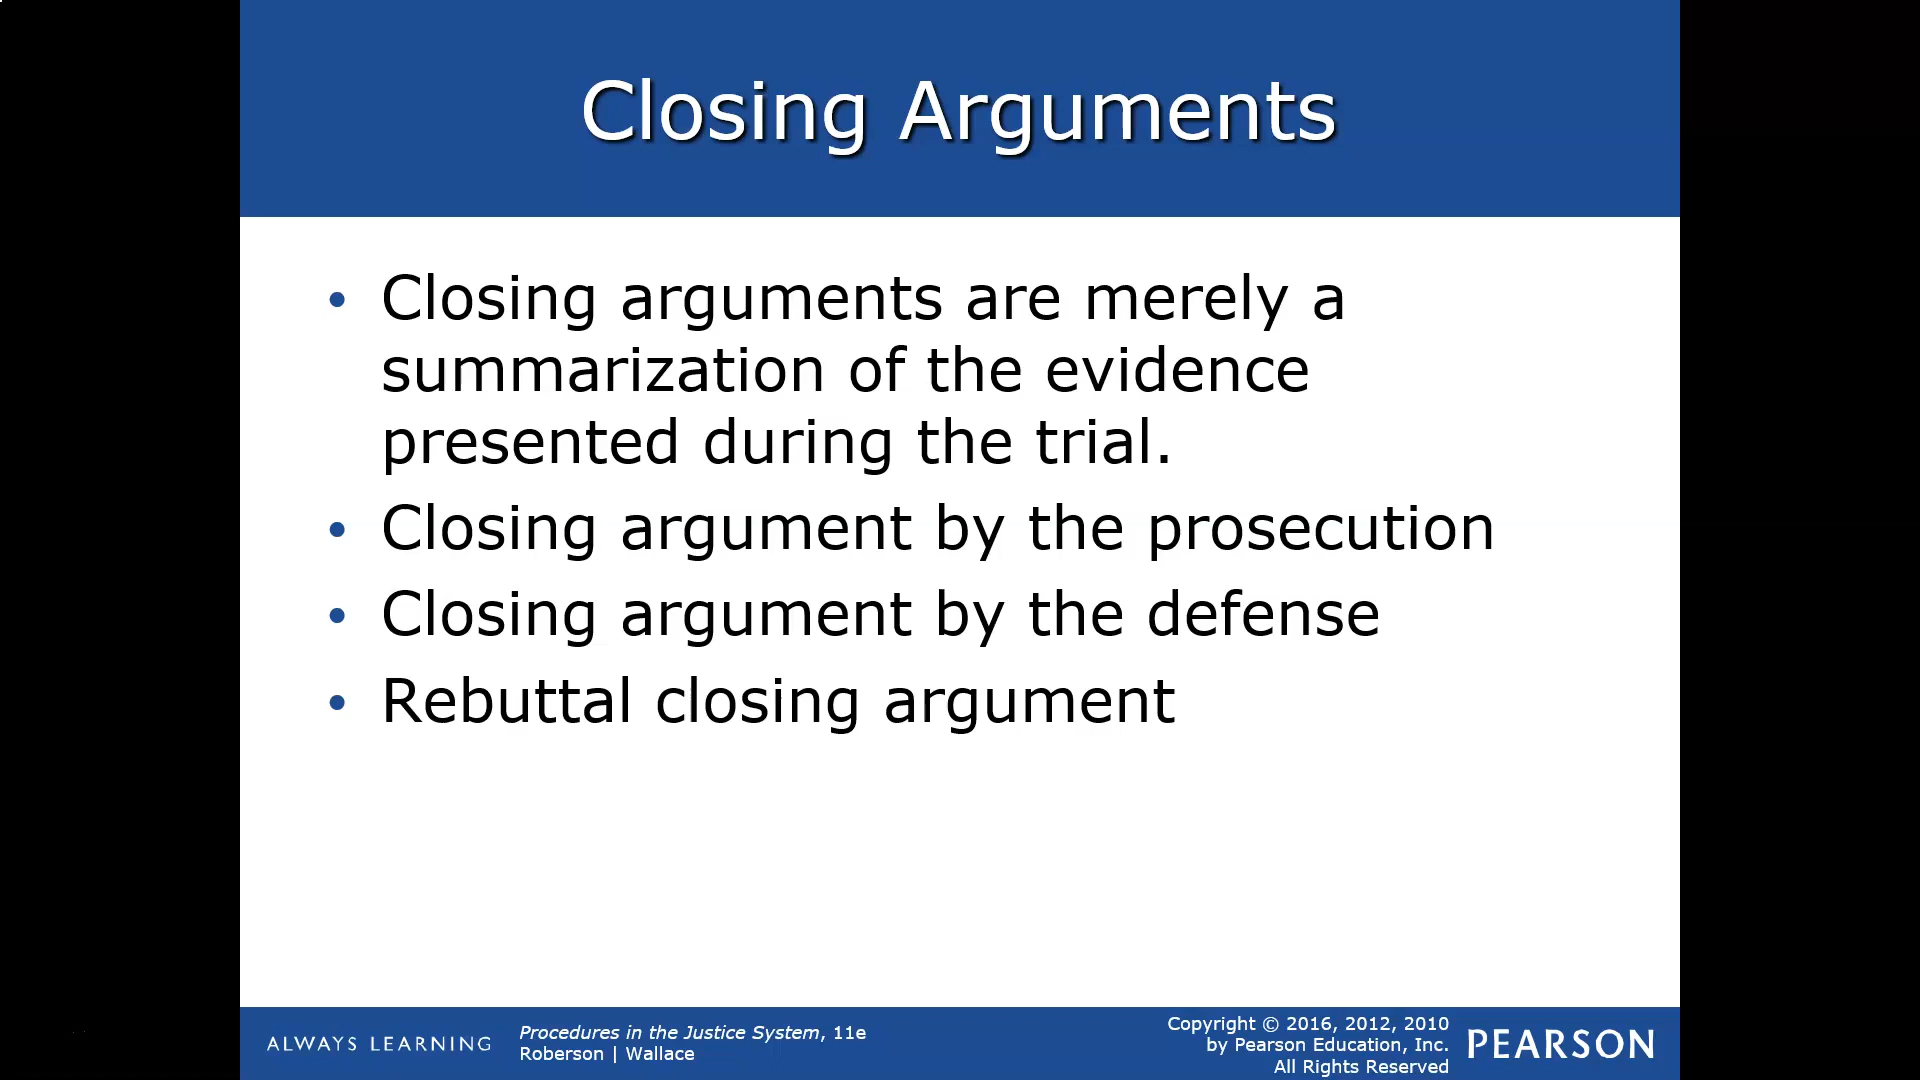 Closing Arguments
• Closing arguments are merely a
summarization of the evidence
presented during the trial.
• Closing argument by the prosecution
• Closing argument by the defense
• Rebuttal closing argument
ALWAYS LEARNING
Procedures in the Justice System, 11e
Roberson | Wallace
Copyright © 2016, 2012, 2010
by Pearson Education, Inc.
All Rights Reserved
PEARSON